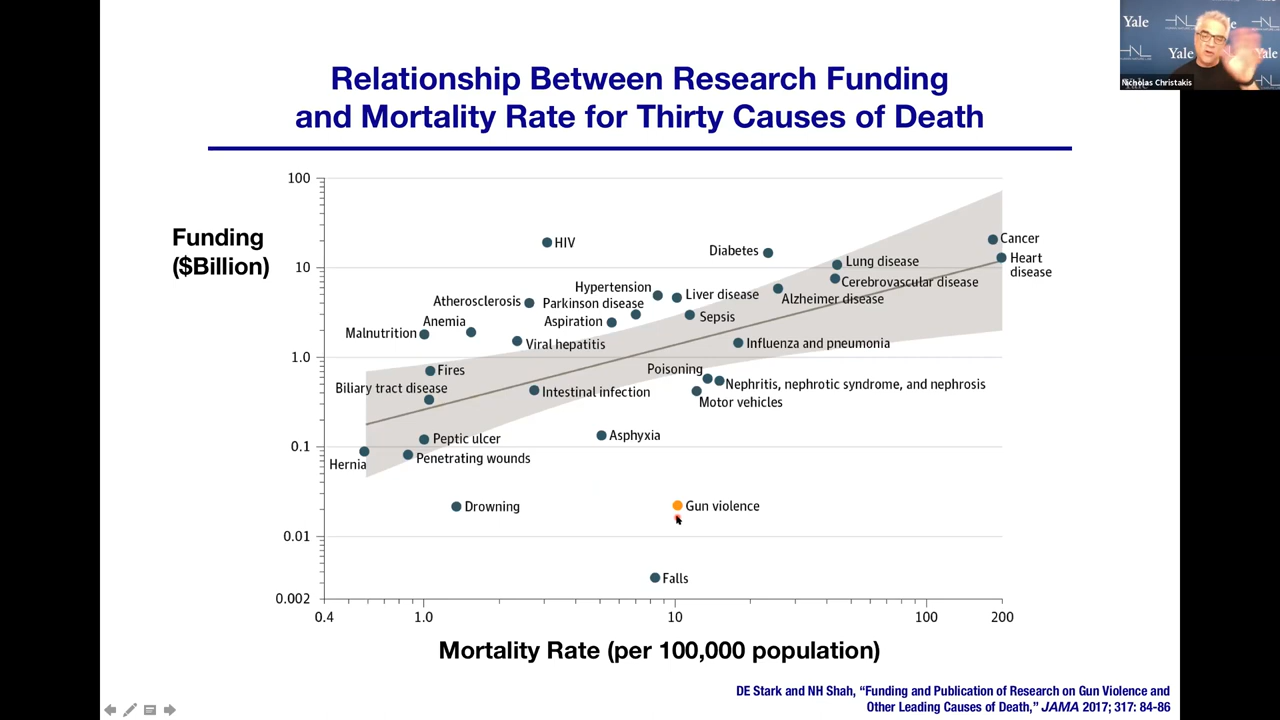 Yale
Yale
Yale
Nicholas Christakis
Relationship Between Research Funding
and Mortality Rate for Thirty Causes of Death
Funding
($Billion)
100
10
1.0
0.1
0.01
0.002
HIV
Diabetes
Cancer
Heart
disease
Lung disease
Cerebrovascular disease
Alzheimer disease
Hypertension
Liver disease
Atherosclerosis
Parkinson disease
Aspiration
Sepsis
Anemia
Malnutrition
Viral hepatitis
Influenza and pneumonia
Fires
Poisoning
Biliary tract disease
Intestinal infection
Nephritis, nephrotic syndrome, and nephrosis
Motor vehicles
Peptic ulcer
Asphyxia
Hernia
Penetrating wounds
Drowning
Gun violence
Falls
0.4
1.0
10
100
200
Mortality Rate (per 100,000 population)
DE Stark and NH Shah, “Funding and Publication of Research on Gun Violence and
Other Leading Causes of Death,” JAMA 2017; 317: 84-86